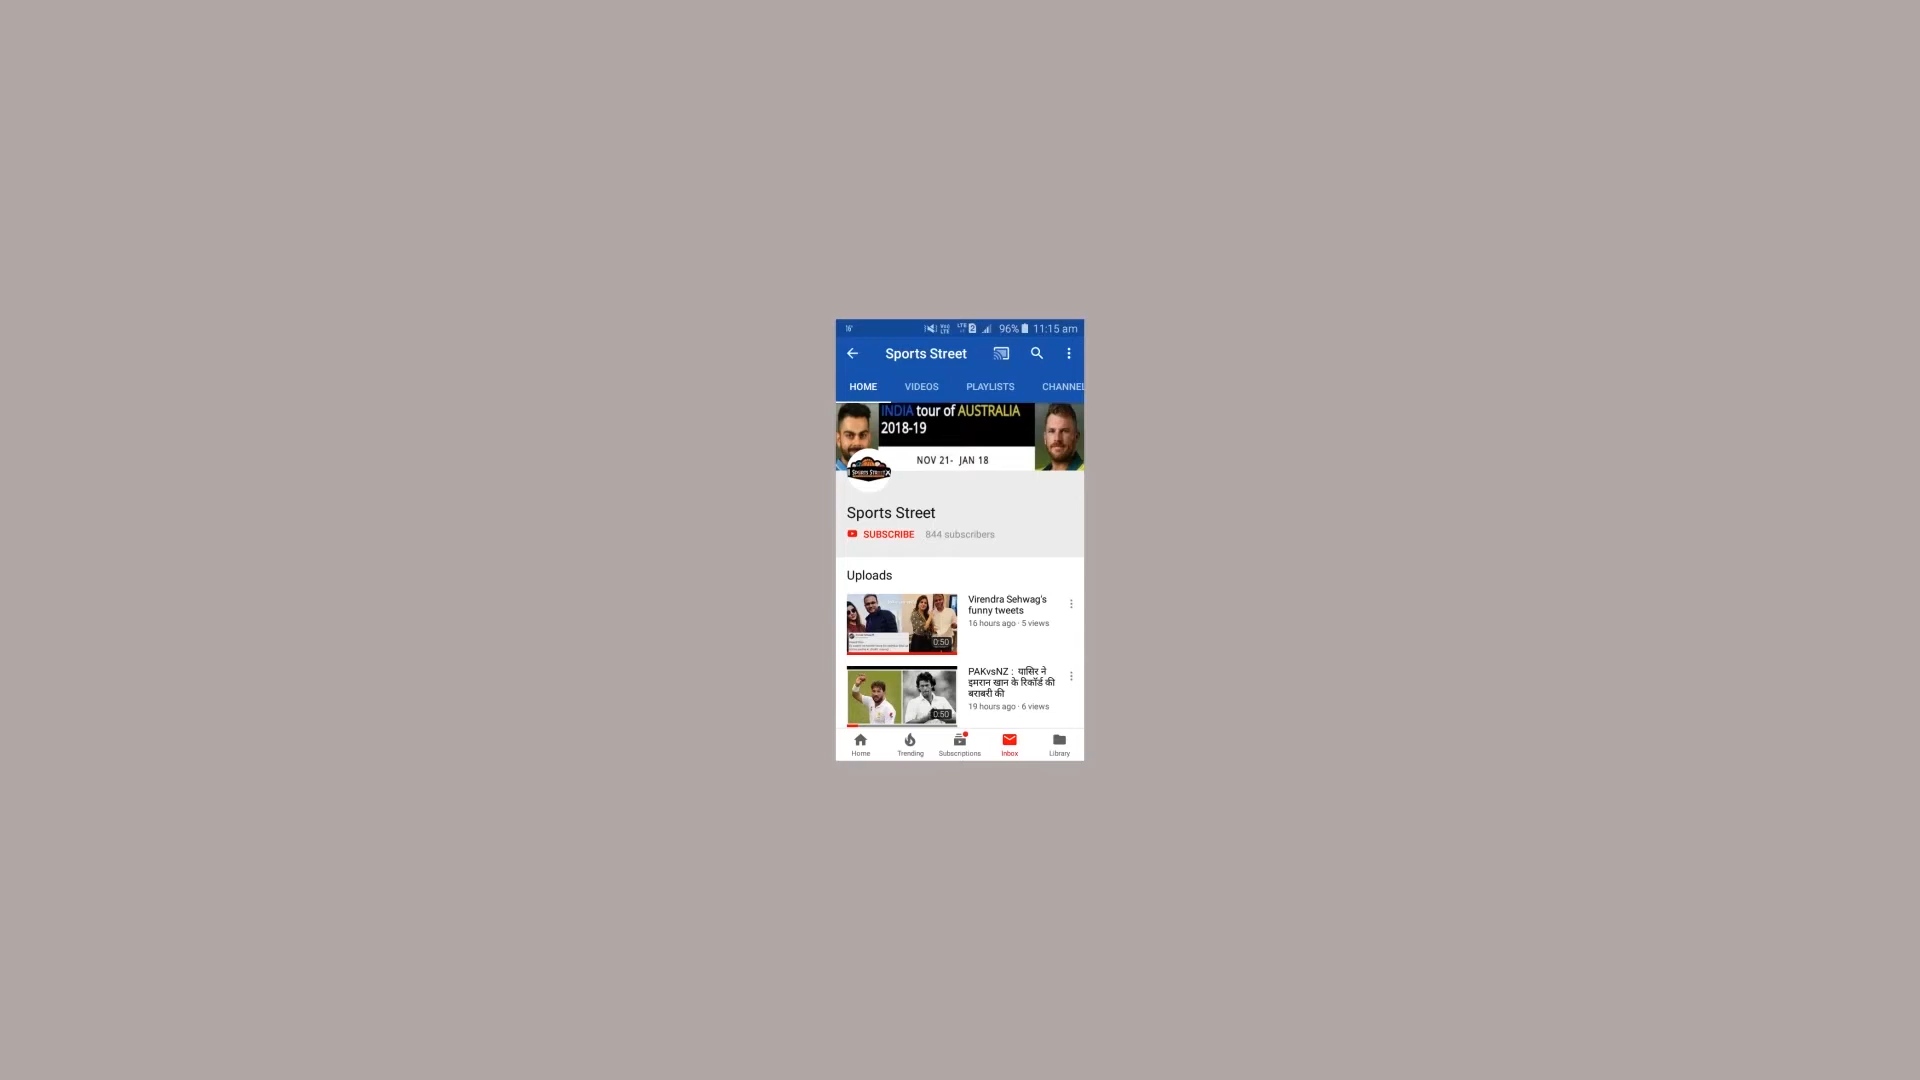 96% 11:15 am
Sports Street
HOME VIDEOS PLAYLISTS CHANNEL
INDIA tour of AUSTRALIA
2018-19
NOV 21- JAN 18
SPORTS STREET
Sports Street
SUBSCRIBE 844 subscribers
Uploads
Virendra Sehwag's
funny tweets
16 hours ago · 5 views
0:50
PAKvsNZ : यासिर ने
इमरान खान के रिकॉर्ड की
बराबरी की
19 hours ago · 6 views
0:50
Home Trending Subscriptions Inbox Library